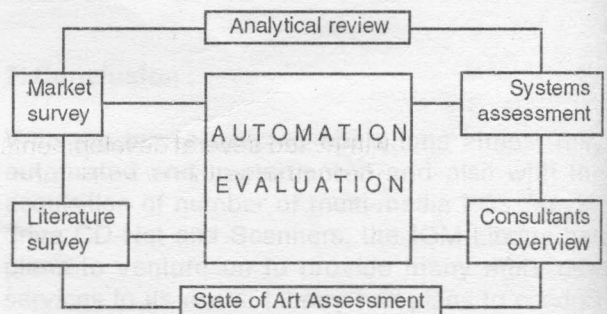 Analytical review
Market
survey
Systems
assessment
AUTOMATION
EVALUATION
Literature
survey
Consultants
overview
State of Art Assessment